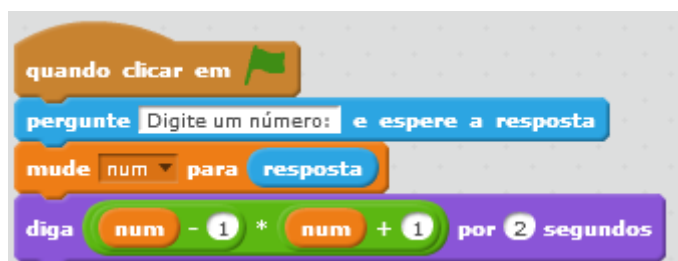 quando clicar em
pergunte Digite um número: e espere a resposta
mude num para resposta
diga num - 1 * num + 1 por 2 segundos